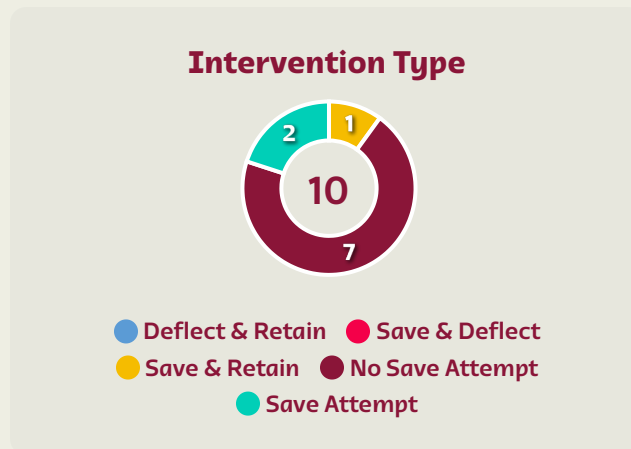 Intervention Type
2
1
10
7
Deflect & Retain
Save & Deflect
Save & Retain
No Save Attempt
Save Attempt